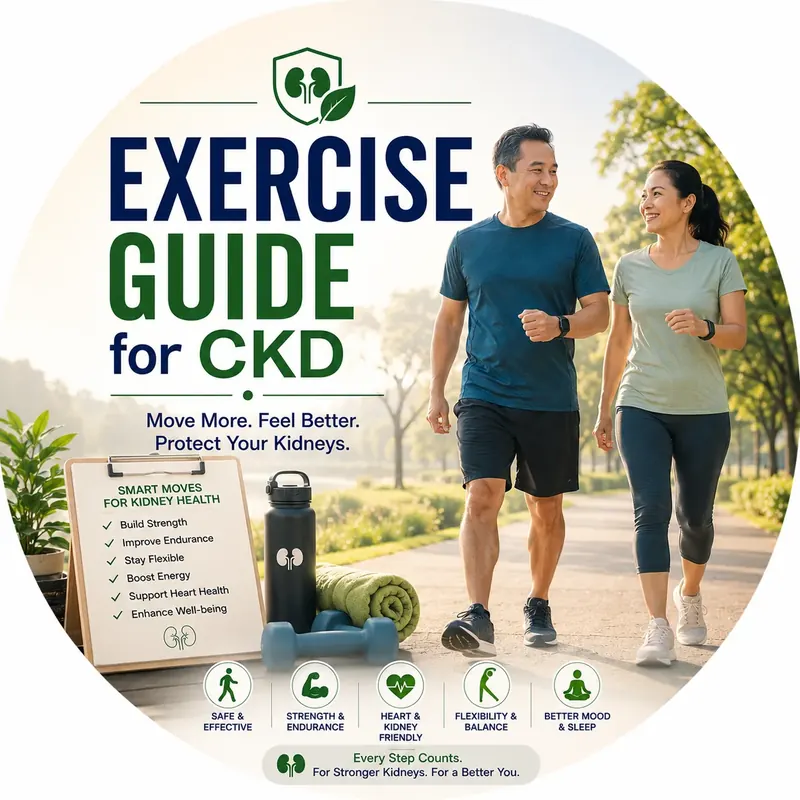 EXERCISE
GUIDE
for CKD
Move More. Feel Better.
Protect Your Kidneys.
SMART MOVES
FOR KIDNEY HEALTH
✓ Build Strength
✓ Improve Endurance
✓ Stay Flexible
✓ Boost Energy
✓ Support Heart Health
✓ Enhance Well-being
SAFE &
EFFECTIVE
STRENGTH &
ENDURANCE
HEART &
KIDNEY
FRIENDLY
FLEXIBILITY &
BALANCE
BETTER MOOD
& SLEEP
Every Step Counts.
For Stronger Kidneys. For a Better You.